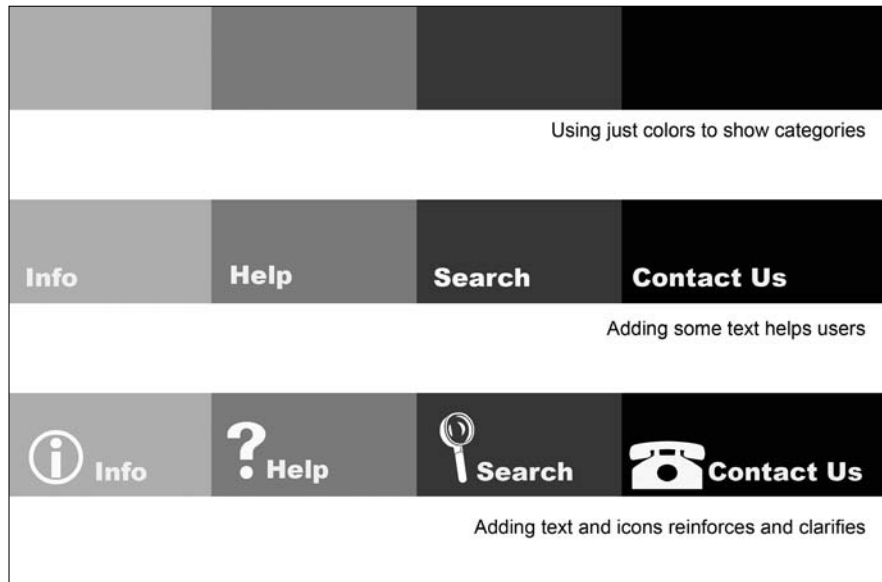 Using just colors to show categories
Info Help Search Contact Us
Adding some text helps users
i Info ? Help Search Contact Us
Adding text and icons reinforces and clarifies